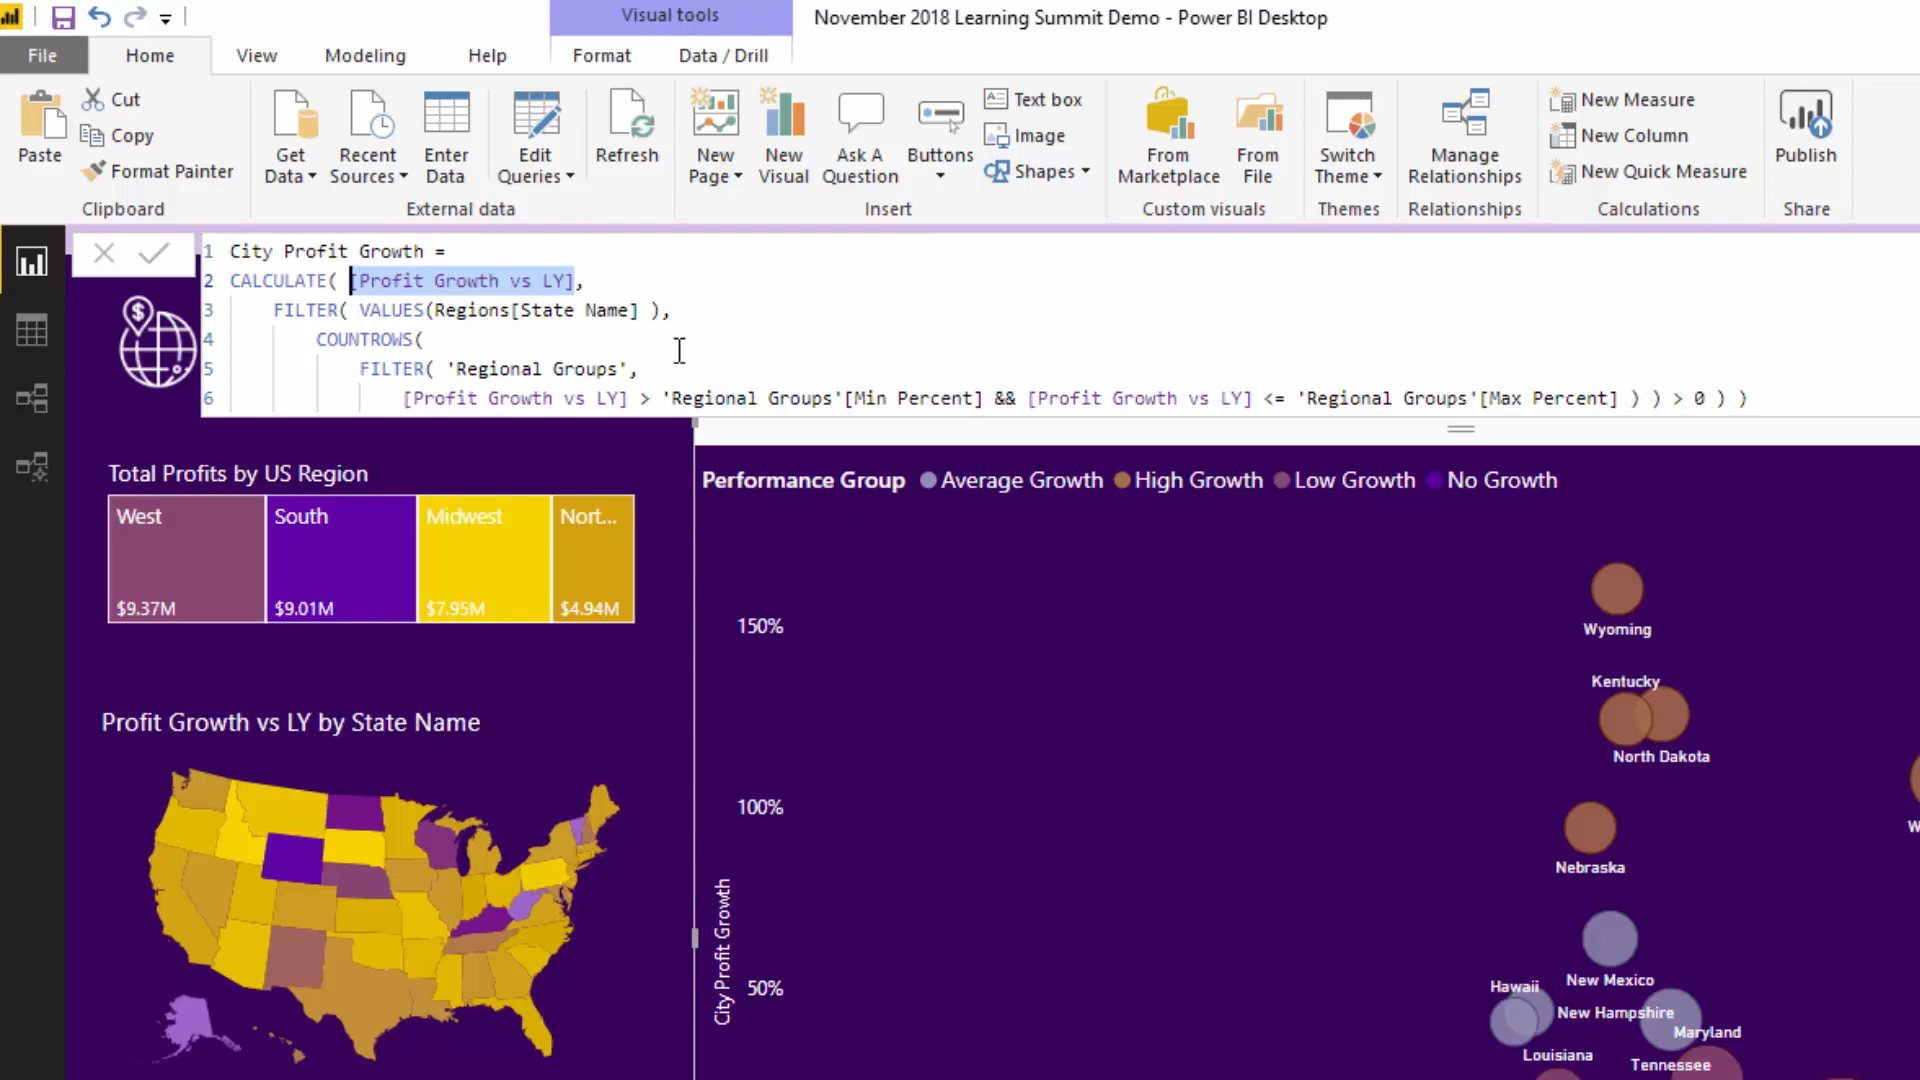 Visual tools
November 2018 Learning Summit Demo - Power BI Desktop
File
Home
View
Modeling
Help
Format
Data / Drill
Paste
Cut
Copy
Format Painter
Clipboard
Get Data
Recent Sources
Enter Data
Edit Queries
Refresh
External data
New Page
New Visual
Ask A Question
Buttons
Text box
Image
Shapes
Insert
From Marketplace
From File
Custom visuals
Switch Theme
Themes
Manage Relationships
Relationships
New Measure
New Column
New Quick Measure
Calculations
Publish
Share
1 City Profit Growth =
2 CALCULATE( [Profit Growth vs LY],
3 FILTER( VALUES(Regions[State Name] ),
4 COUNTROWS(
5 FILTER( 'Regional Groups',
6 [Profit Growth vs LY] > 'Regional Groups'[Min Percent] && [Profit Growth vs LY] <= 'Regional Groups'[Max Percent] ) ) > 0 ) )
Total Profits by US Region
West
South
Midwest
Nort...
$9.37M
$9.01M
$7.95M
$4.94M
Profit Growth vs LY by State Name
Performance Group
Average Growth
High Growth
Low Growth
No Growth
City Profit Growth
150%
100%
50%
Wyoming
Kentucky
North Dakota
W
Nebraska
New Mexico
Hawaii
New Hampshire
Maryland
Louisiana
Tennessee